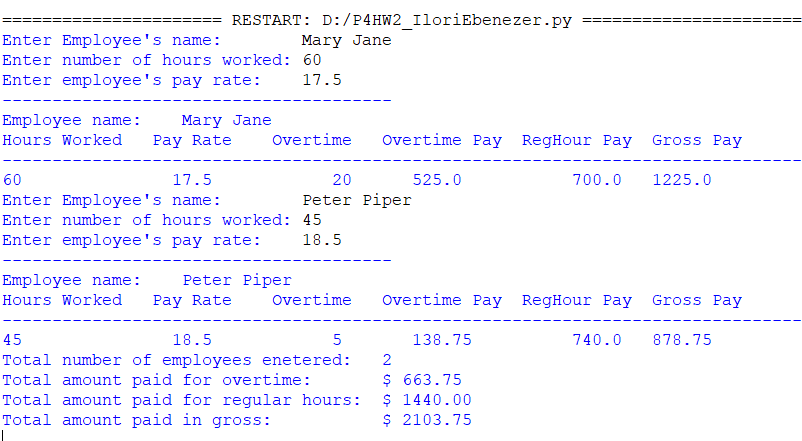 ====================== RESTART: D:/P4HW2_IloriEbenezer.py ======================
Enter Employee's name:        Mary Jane
Enter number of hours worked: 60
Enter employee's pay rate:    17.5
---------------------------------------
Employee name:    Mary Jane
Hours Worked   Pay Rate    Overtime   Overtime Pay  RegHour Pay  Gross Pay
--------------------------------------------------------------------------------
60               17.5            20      525.0           700.0   1225.0
Enter Employee's name:        Peter Piper
Enter number of hours worked: 45
Enter employee's pay rate:    18.5
---------------------------------------
Employee name:    Peter Piper
Hours Worked   Pay Rate    Overtime   Overtime Pay  RegHour Pay  Gross Pay
--------------------------------------------------------------------------------
45               18.5            5       138.75          740.0   878.75
Total number of employees enetered:   2
Total amount paid for overtime:       $ 663.75
Total amount paid for regular hours:  $ 1440.00
Total amount paid in gross:           $ 2103.75